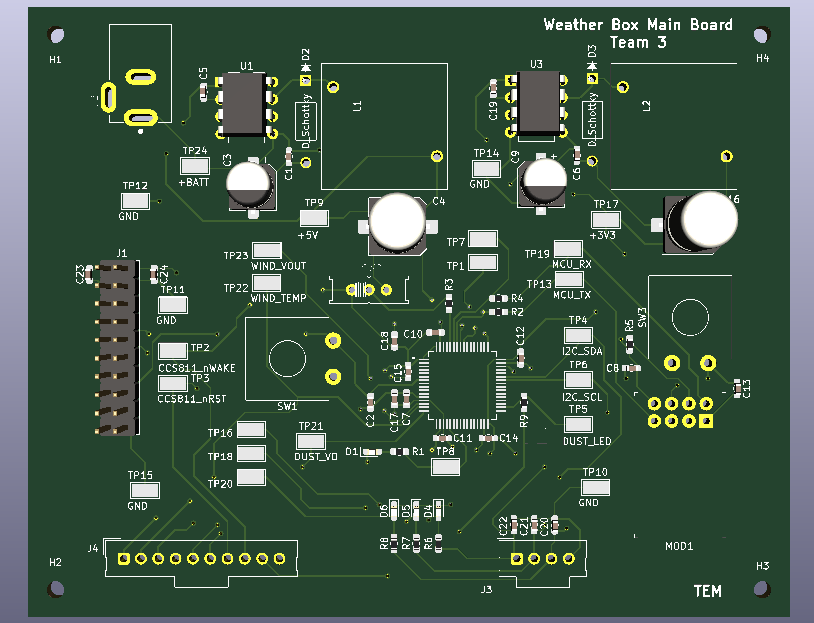 Weather Box Main Board
Team 3
H1
H4
U1
D2
U3
D3
C5
C19
L1
L2
D_Schottky
D_Schottky
TP24
+BATT
C3
C1
TP14
GND
C9
C6
TP12
GND
TP9
+5V
C4
TP17
+3V3
J1
TP23
WIND_VOUT
TP7
TP1
TP19
MCU_RX
C23
C24
TP22
WIND_TEMP
TP13
MCU_TX
TP11
GND
R3
R4
R2
SW3
TP2
CCS811_nWAKE
C18
C10
C12
TP4
I2C_SDA
R5
TP3
CCS811_nRST
C15
TP6
I2C_SCL
C8
C13
SW1
C2
C17
C7
R9
TP5
DUST_LED
TP16
TP21
DUST_VO
C11
C14
TP18
D1
R1
TP8
TP20
TP15
GND
TP10
GND
D6
D5
D4
C22
C21
C20
R8
R7
R6
J4
MOD1
H2
H3
J3
TEM